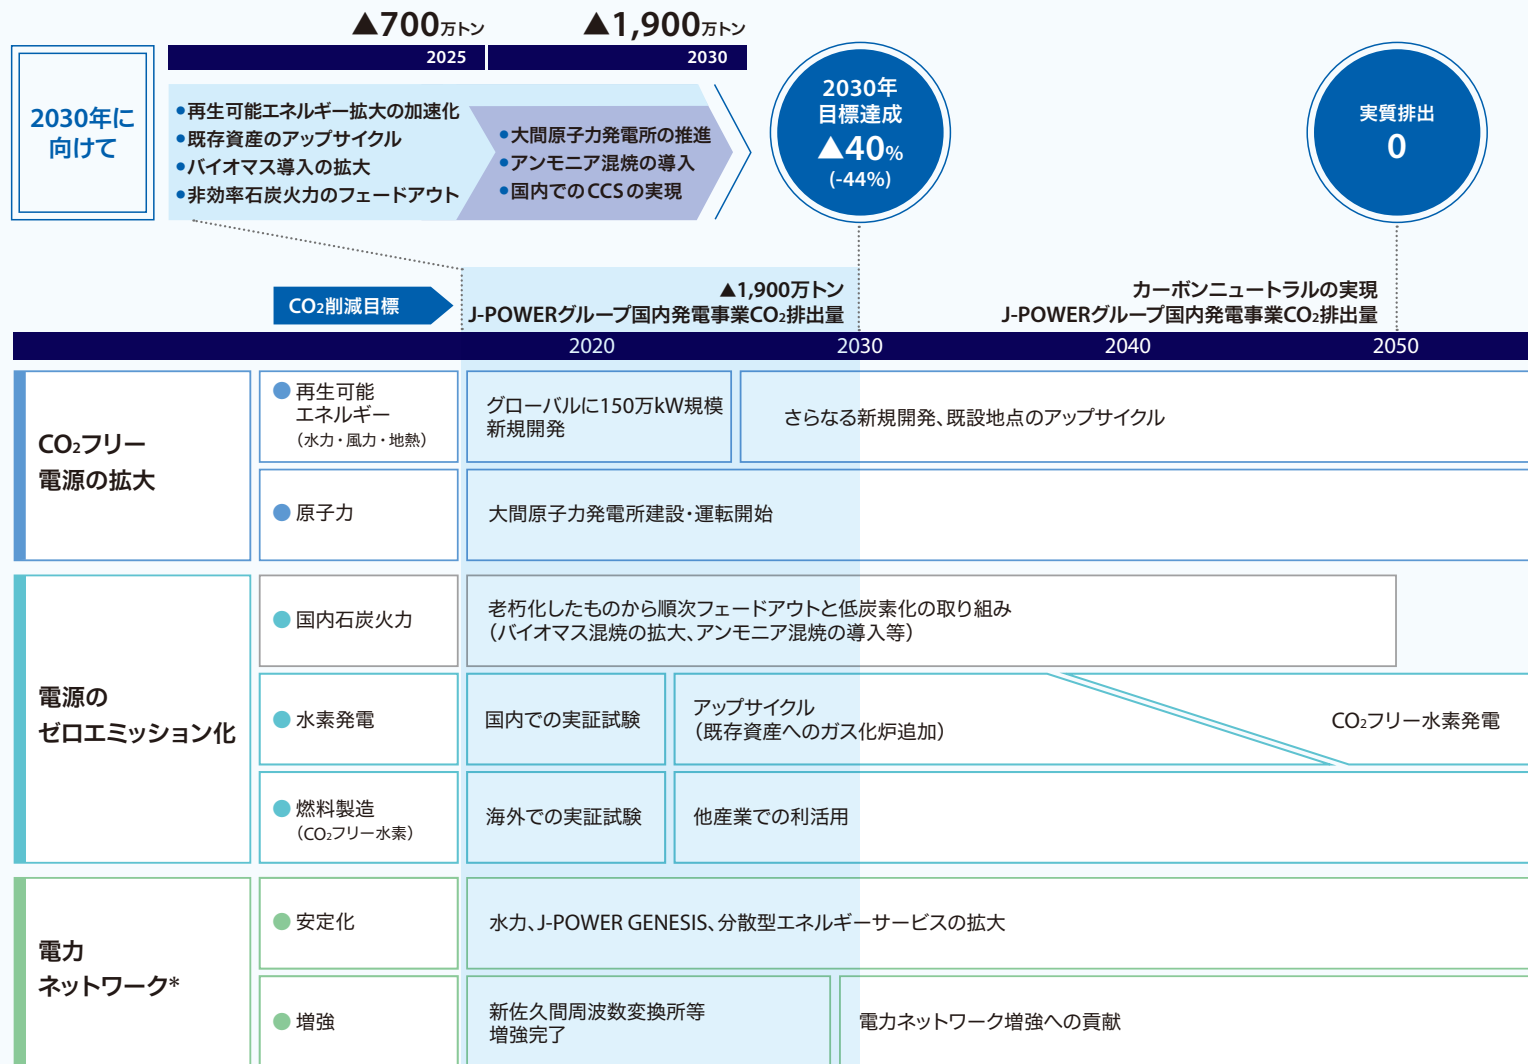 ▲700万トン
▲1,900万トン
2025
2030
2030年に
向けて
●再生可能エネルギー拡大の加速化
●既存資産のアップサイクル
●バイオマス導入の拡大
●非効率石炭火力のフェードアウト
●大間原子力発電所の推進
●アンモニア混焼の導入
●国内でのCCSの実現
2030年
目標達成
▲40%
(-44%)
実質排出
0
CO₂削減目標
▲1,900万トン
J-POWERグループ国内発電事業CO₂排出量
カーボンニュートラルの実現
J-POWERグループ国内発電事業CO₂排出量
2020
2030
2040
2050
CO₂フリー
電源の拡大
●再生可能
エネルギー
（水力・風力・地熱）
グローバルに150万kW規模
新規開発
さらなる新規開発、既設地点のアップサイクル
●原子力
大間原子力発電所建設・運転開始
電源の
ゼロエミッション化
●国内石炭火力
老朽化したものから順次フェードアウトと低炭素化の取り組み
（バイオマス混焼の拡大、アンモニア混焼の導入等）
●水素発電
国内での実証試験
アップサイクル
（既存資産へのガス化炉追加）
CO₂フリー水素発電
●燃料製造
（CO₂フリー水素）
海外での実証試験
他産業での利活用
電力
ネットワーク*
●安定化
水力、J-POWER GENESIS、分散型エネルギーサービスの拡大
●増強
新佐久間周波数変換所等
増強完了
電力ネットワーク増強への貢献